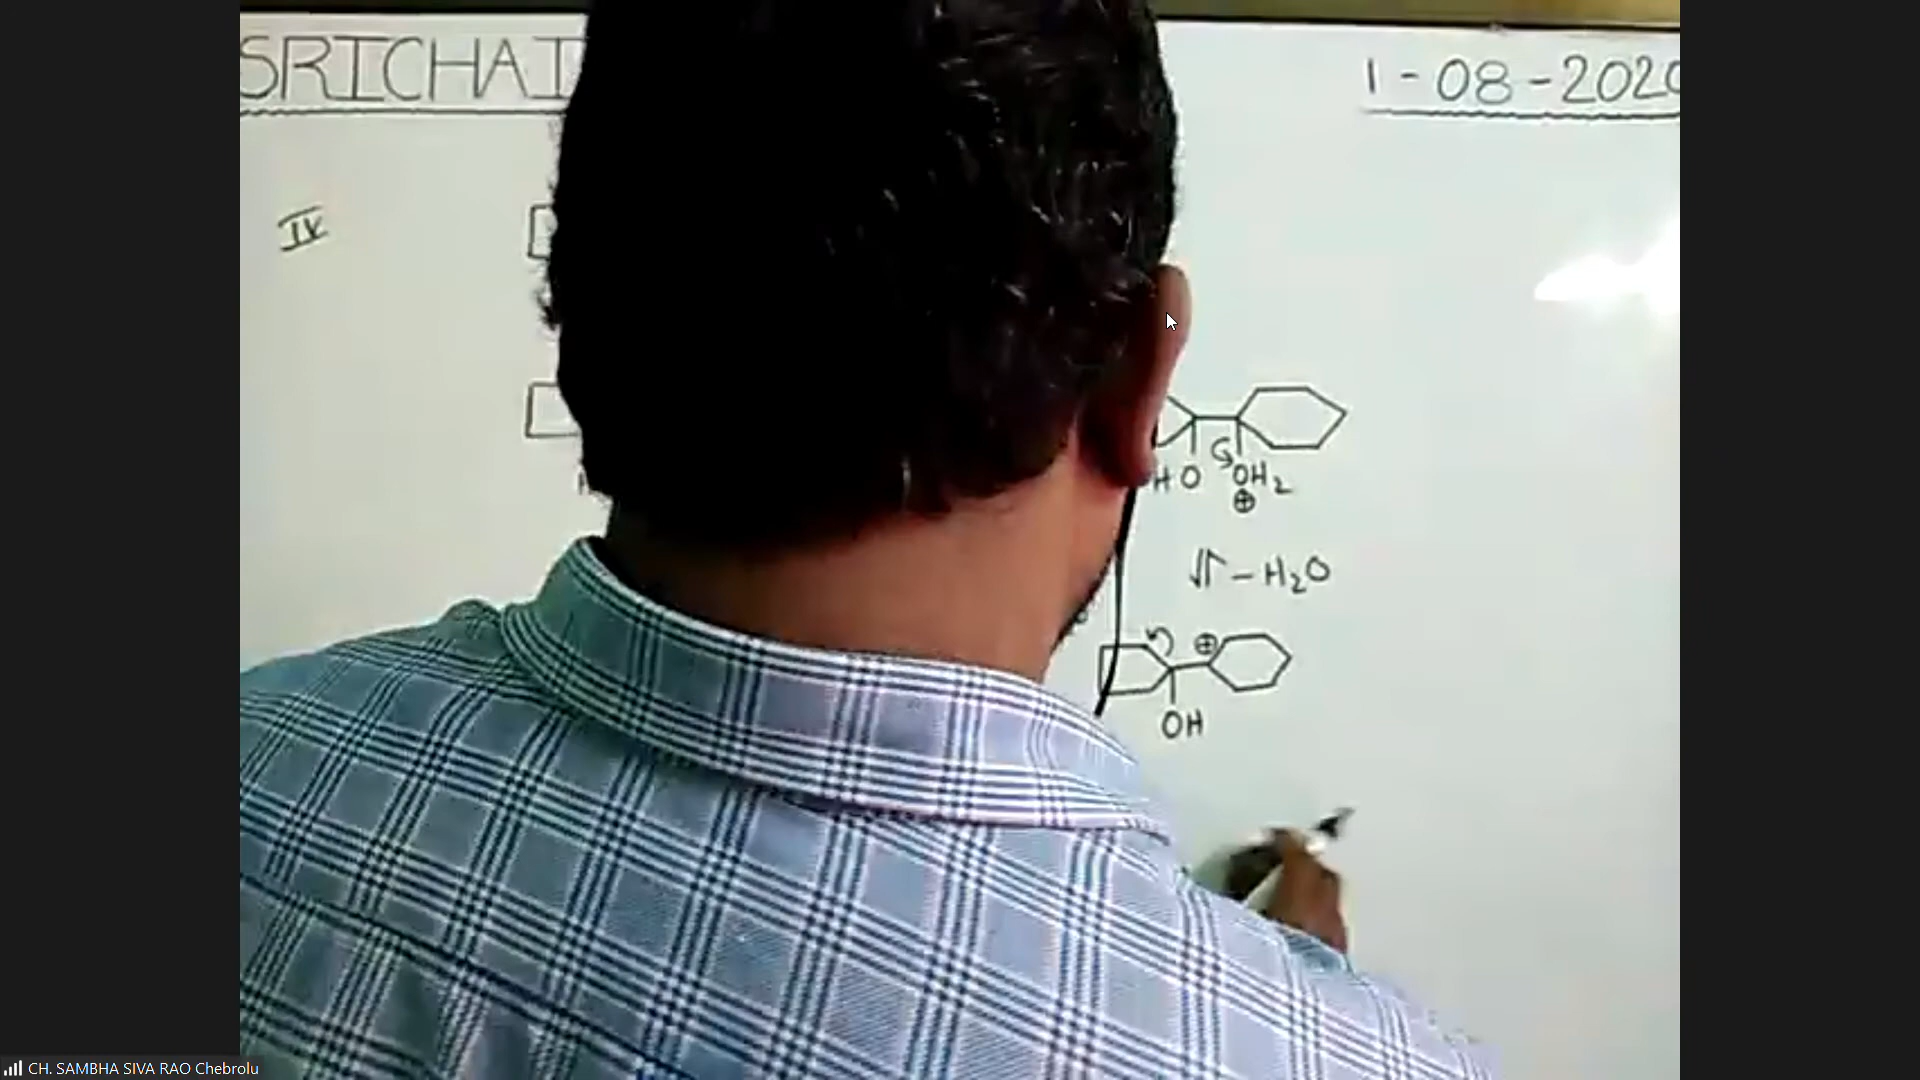 SRICHAI
1-08-2020
IV
HO OH2
⊕
⇃↾ - H2O
⊕
OH
CH. SAMBHA SIVA RAO Chebrolu